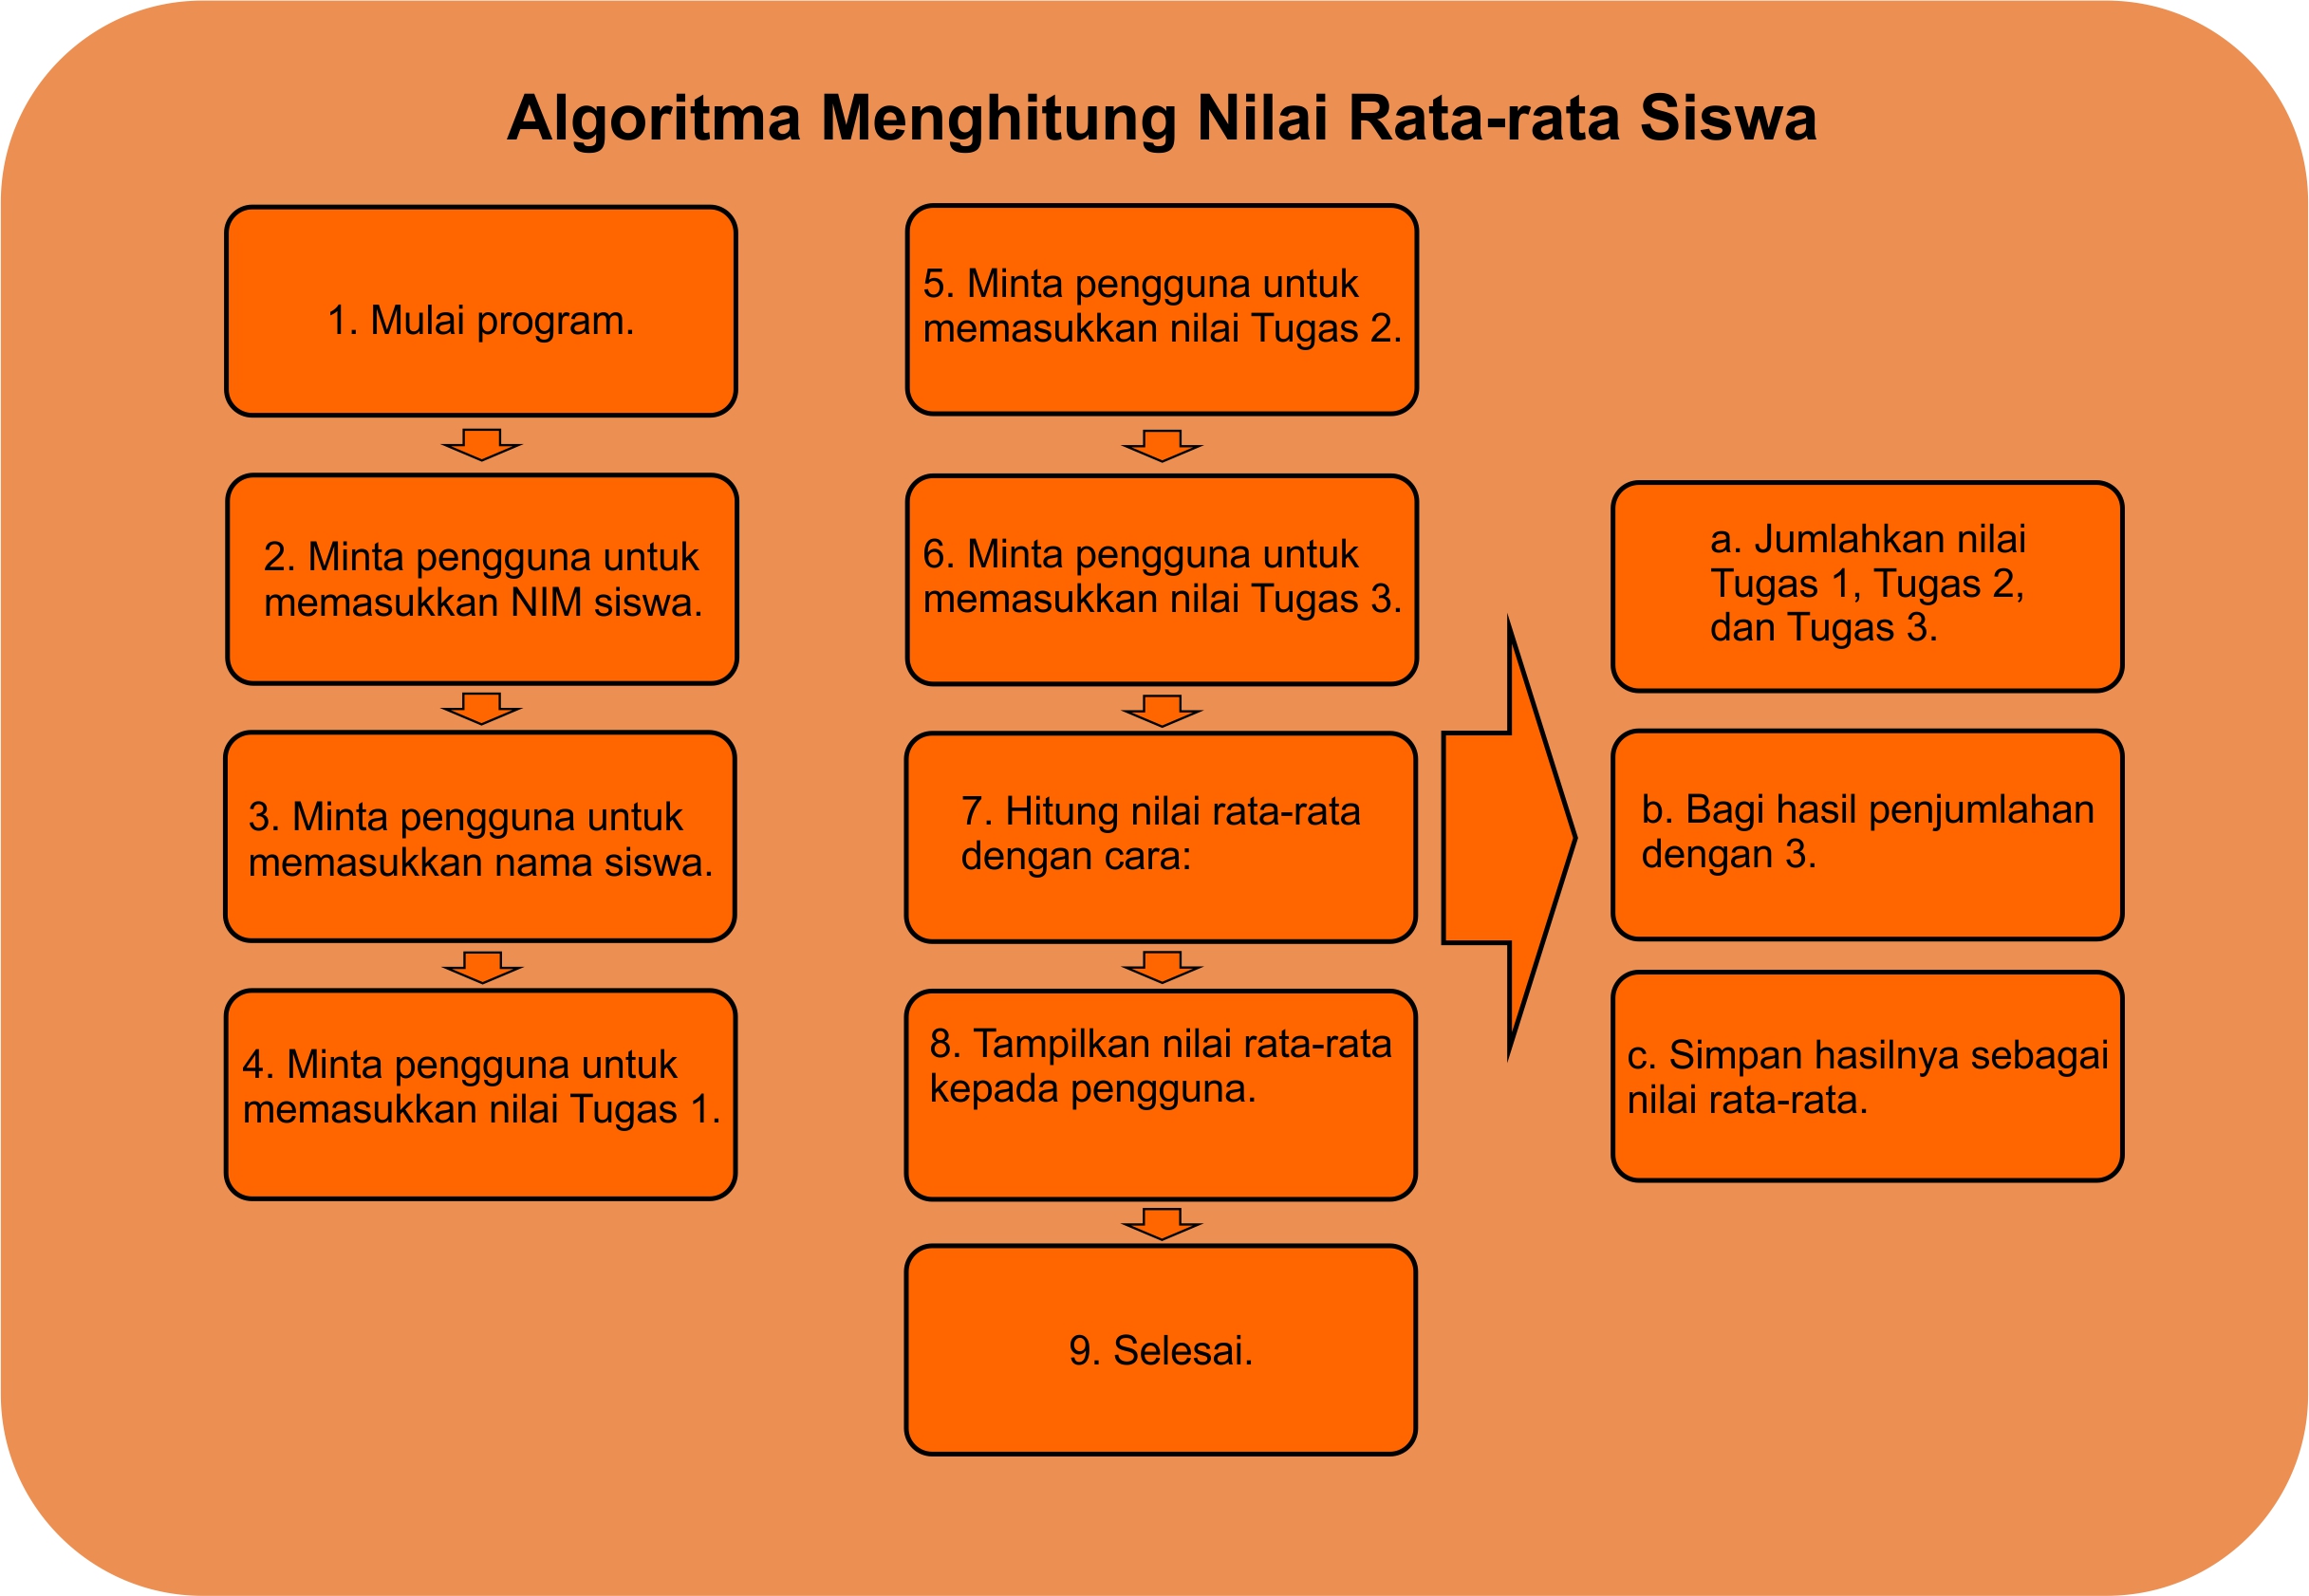 Algoritma Menghitung Nilai Rata-rata Siswa
1. Mulai program.
2. Minta pengguna untuk
memasukkan NIM siswa.
3. Minta pengguna untuk
memasukkan nama siswa.
4. Minta pengguna untuk
memasukkan nilai Tugas 1.
5. Minta pengguna untuk
memasukkan nilai Tugas 2.
6. Minta pengguna untuk
memasukkan nilai Tugas 3.
7. Hitung nilai rata-rata
dengan cara:
a. Jumlahkan nilai
Tugas 1, Tugas 2,
dan Tugas 3.
b. Bagi hasil penjumlahan
dengan 3.
c. Simpan hasilnya sebagai
nilai rata-rata.
8. Tampilkan nilai rata-rata
kepada pengguna.
9. Selesai.